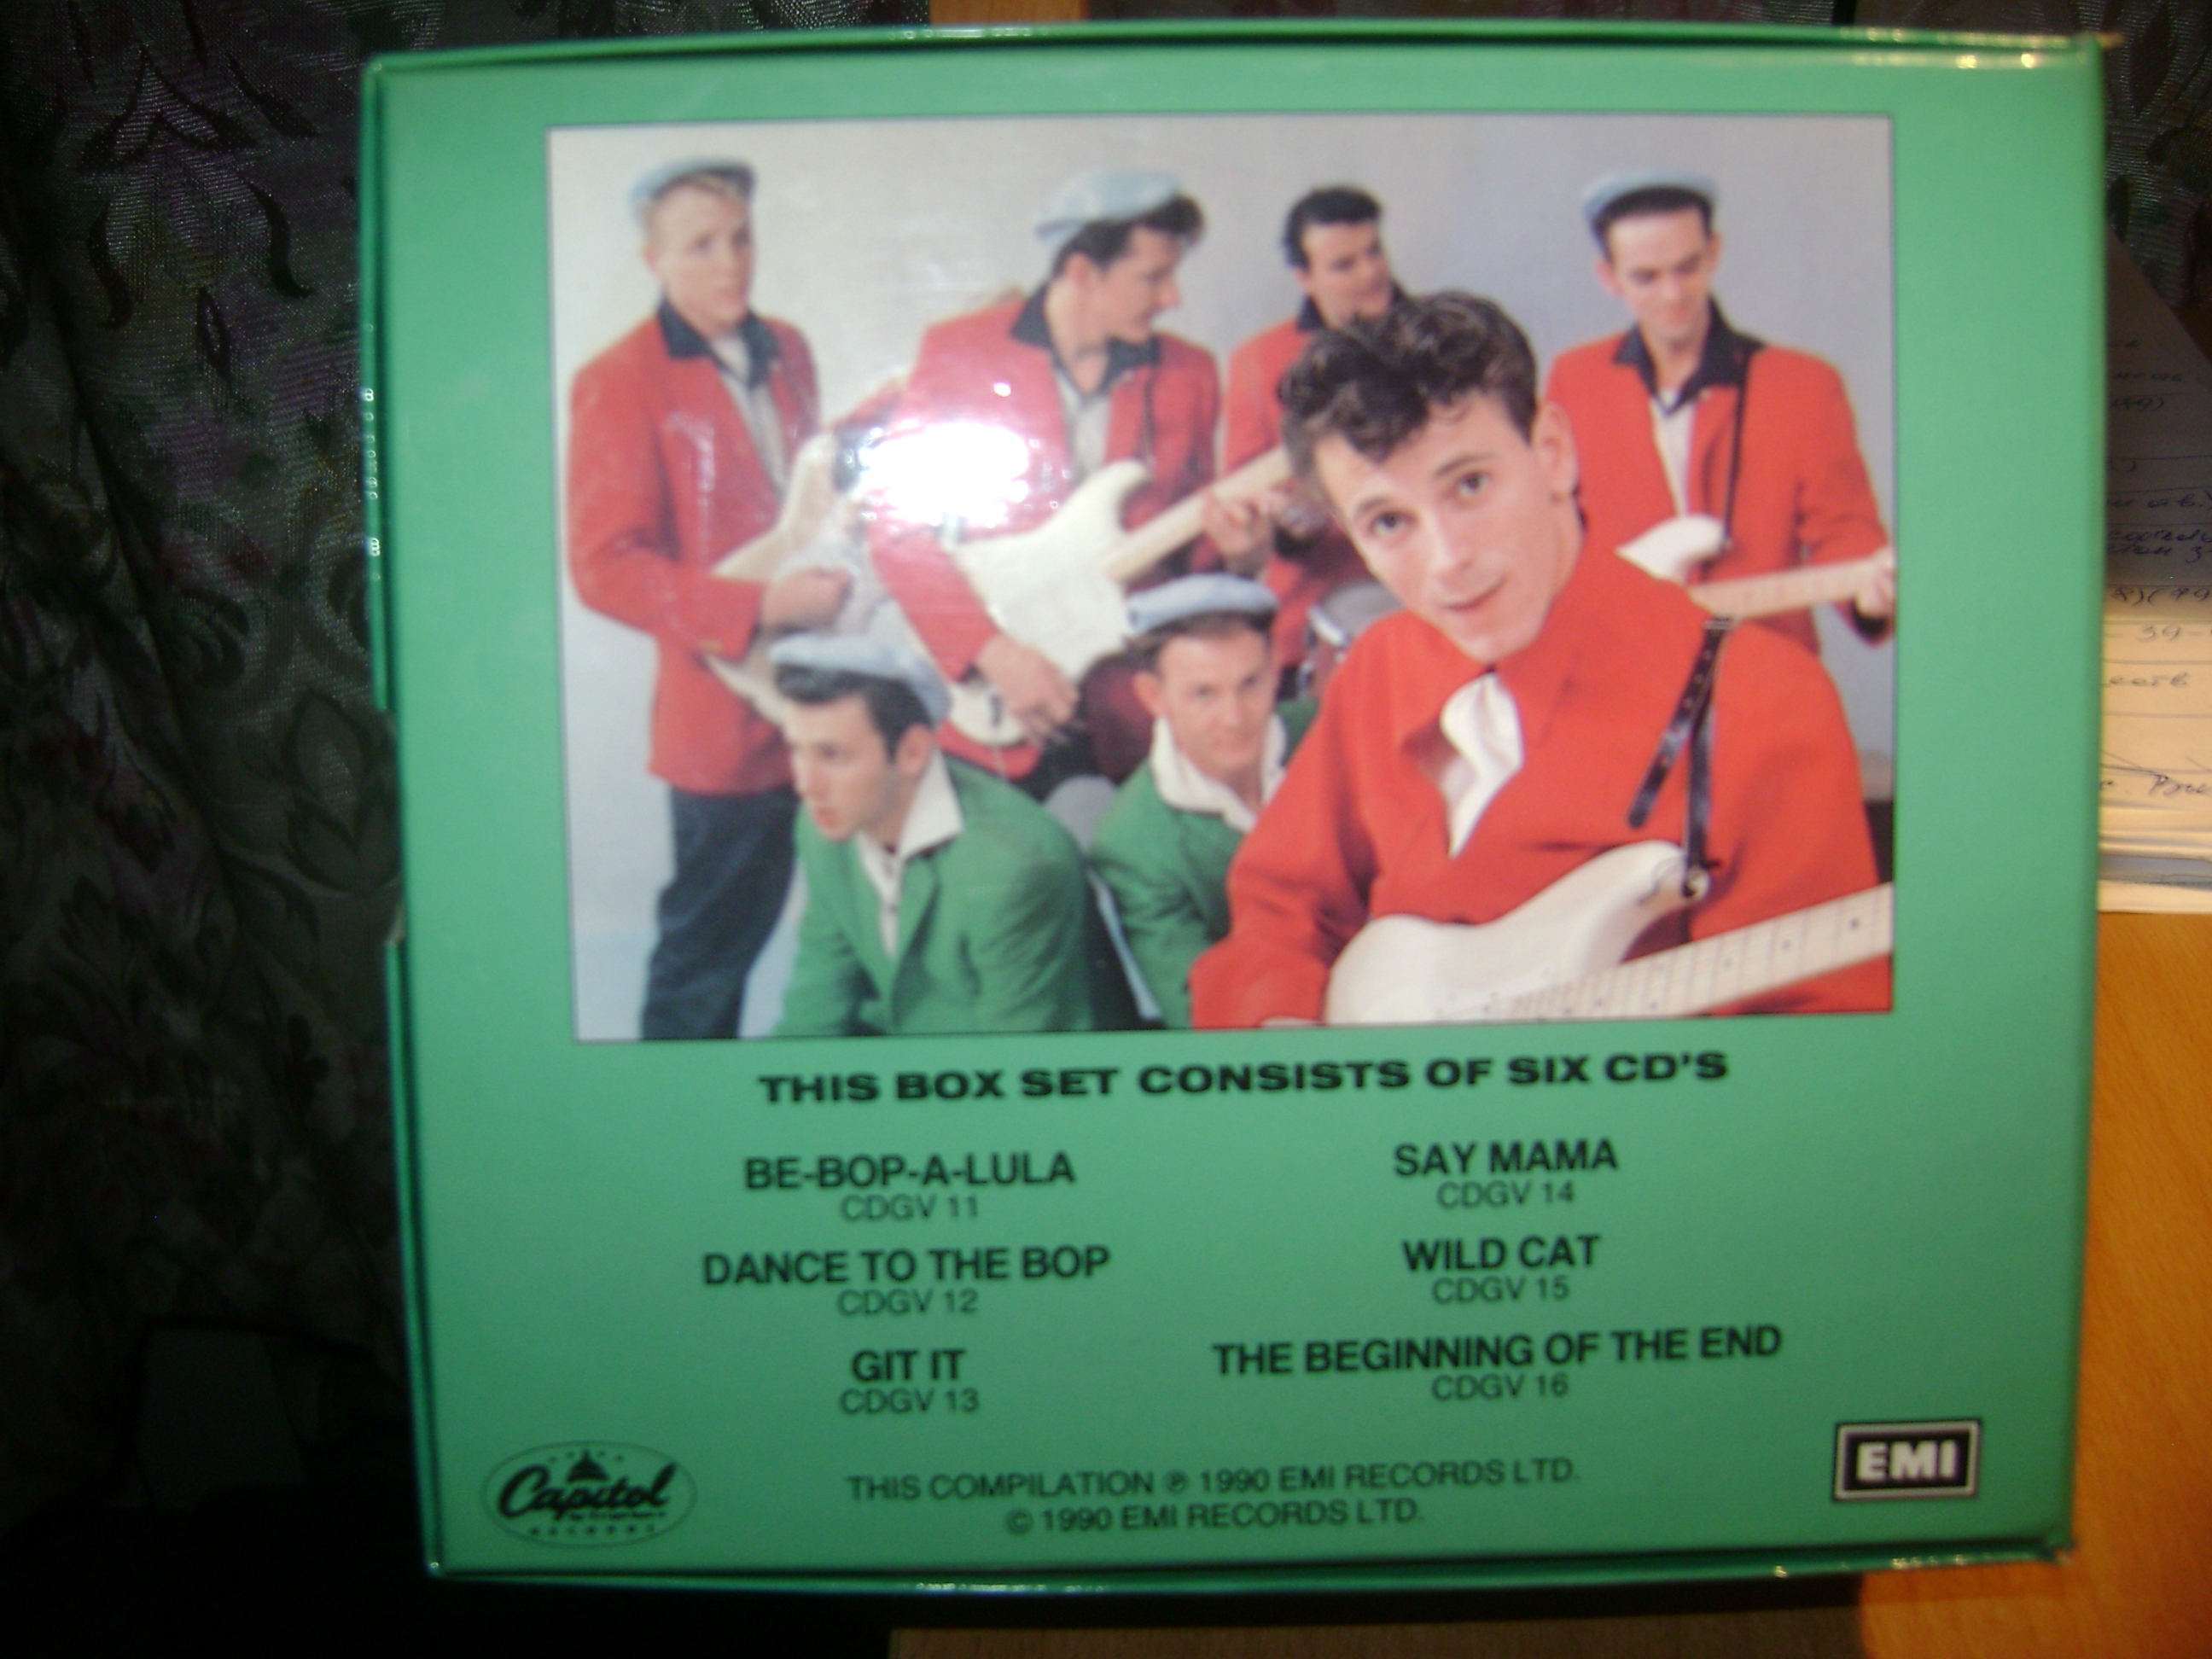 THIS BOX SET CONSISTS OF SIX CD'S
BE-BOP-A-LULA
CDGV 11
DANCE TO THE BOP
CDGV 12
GIT IT
CDGV 13
SAY MAMA
CDGV 14
WILD CAT
CDGV 15
THE BEGINNING OF THE END
CDGV 16
Capitol
RECORDS
THIS COMPILATION ℗ 1990 EMI RECORDS LTD.
© 1990 EMI RECORDS LTD.
EMI